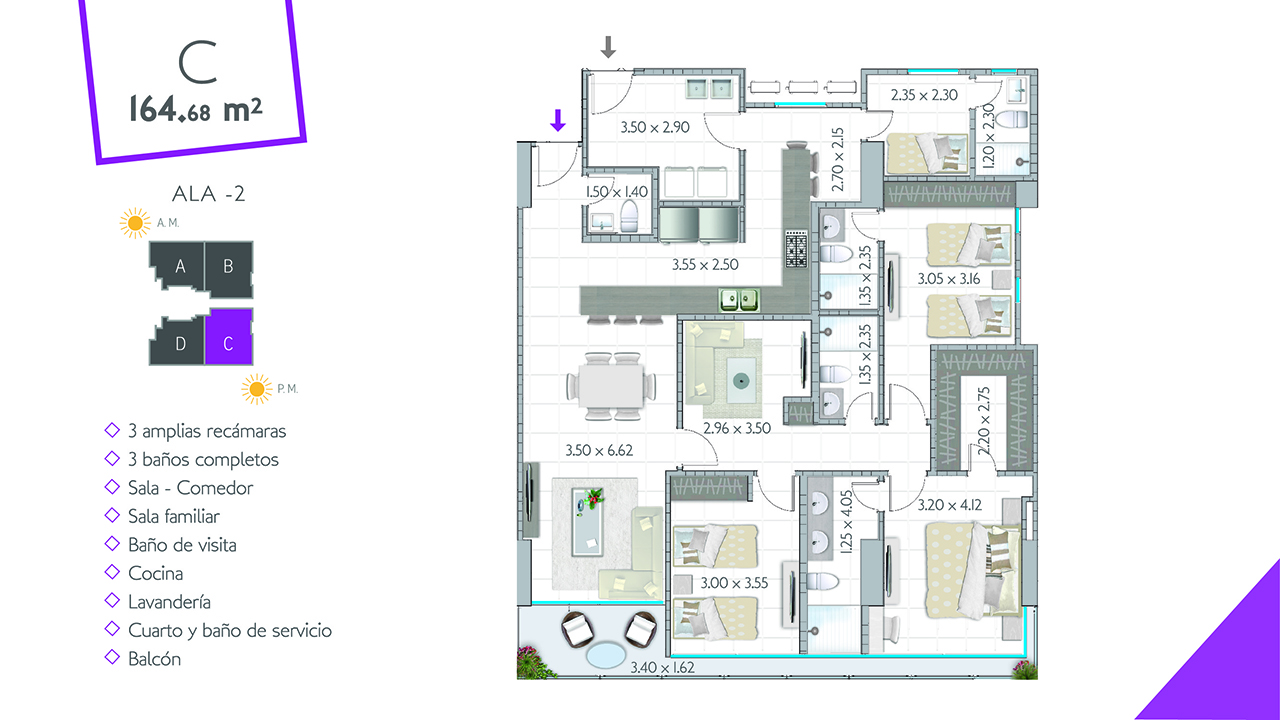 C
164.68 m²
ALA -2
A.M.
A
B
D
C
P.M.
3 amplias recámaras
3 baños completos
Sala - Comedor
Sala familiar
Baño de visita
Cocina
Lavandería
Cuarto y baño de servicio
Balcón
3.50 x 2.90
2.35 x 2.30
1.20 x 2.30
2.70 x 2.15
1.50 x 1.40
3.55 x 2.50
1.35 x 2.35
3.05 x 3.16
1.35 x 2.35
2.96 x 3.50
2.20 x 2.75
3.50 x 6.62
1.25 x 4.05
3.20 x 4.12
3.00 x 3.55
3.40 x 1.62